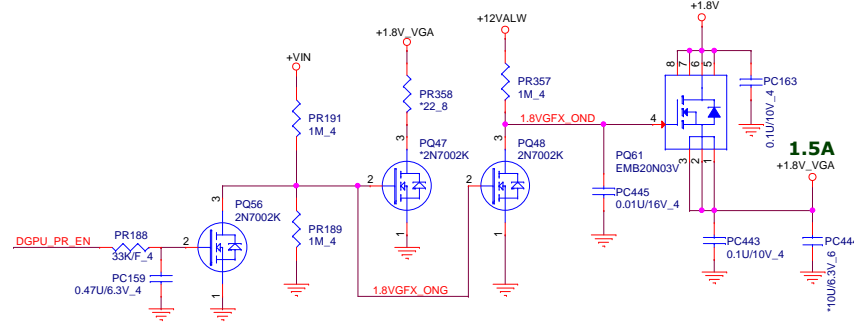 +1.8V
+12VALW
+1.8V_VGA
+VIN
8
7
6
5
PR358
*22_8
PR357
1M_4
PC163
0.1U/10V_4
PR191
1M_4
1.8VGFX_OND
4
3
PQ47
*2N7002K
3
PQ48
2N7002K
PQ61
EMB20N03V
1.5A
+1.8V_VGA
3
2
1
2
2
PC445
0.01U/16V_4
3
PQ56
2N7002K
PR189
1M_4
DGPU_PR_EN
PR188
33K/F_4
2
1
1
PC443
0.1U/10V_4
PC444
*10U/6.3V_6
PC159
0.47U/6.3V_4
1
1.8VGFX_ONG